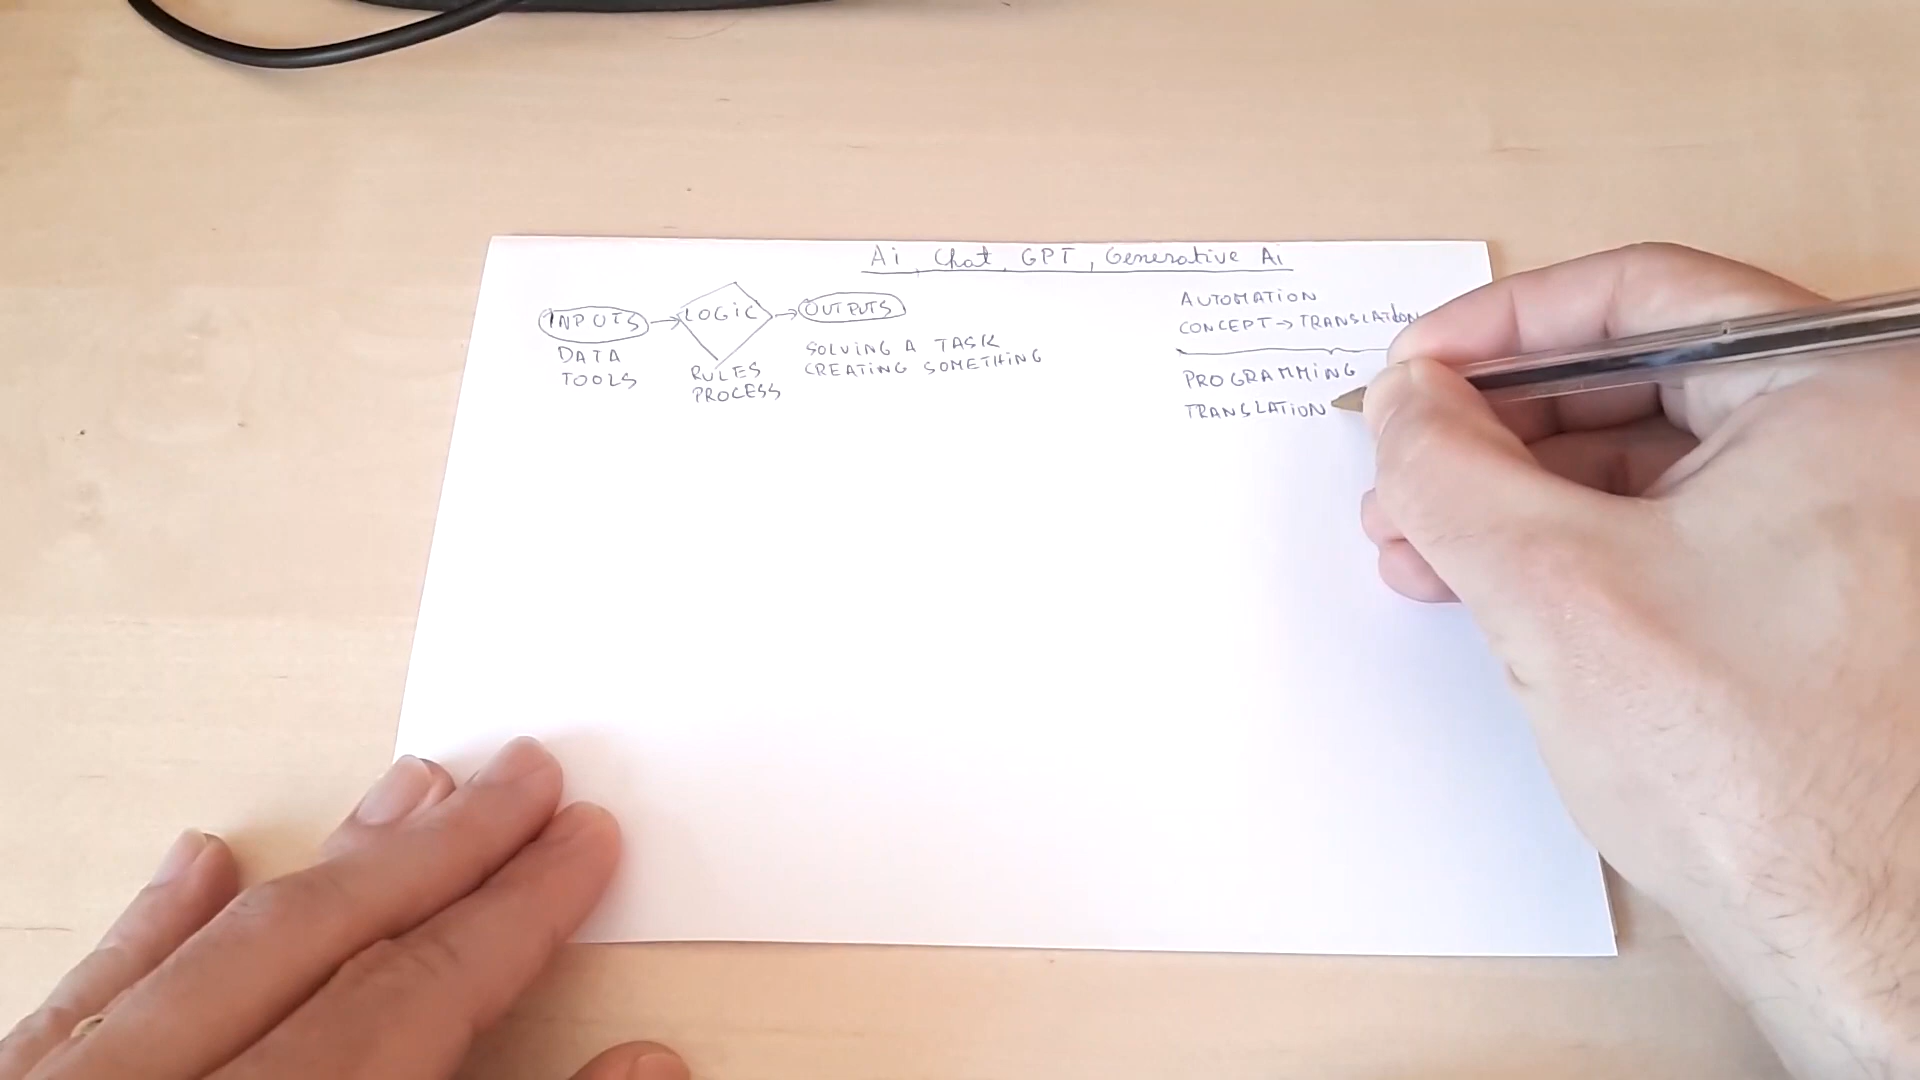 Ai, Chat GPT, Generative Ai
INPUTS → LOGIC → OUTPUTS
DATA
TOOLS
RULES
PROCESS
SOLVING A TASK
CREATING SOMETHING
AUTOMATION
CONCEPT → TRANSLATION
PROGRAMMING
TRANSLATION